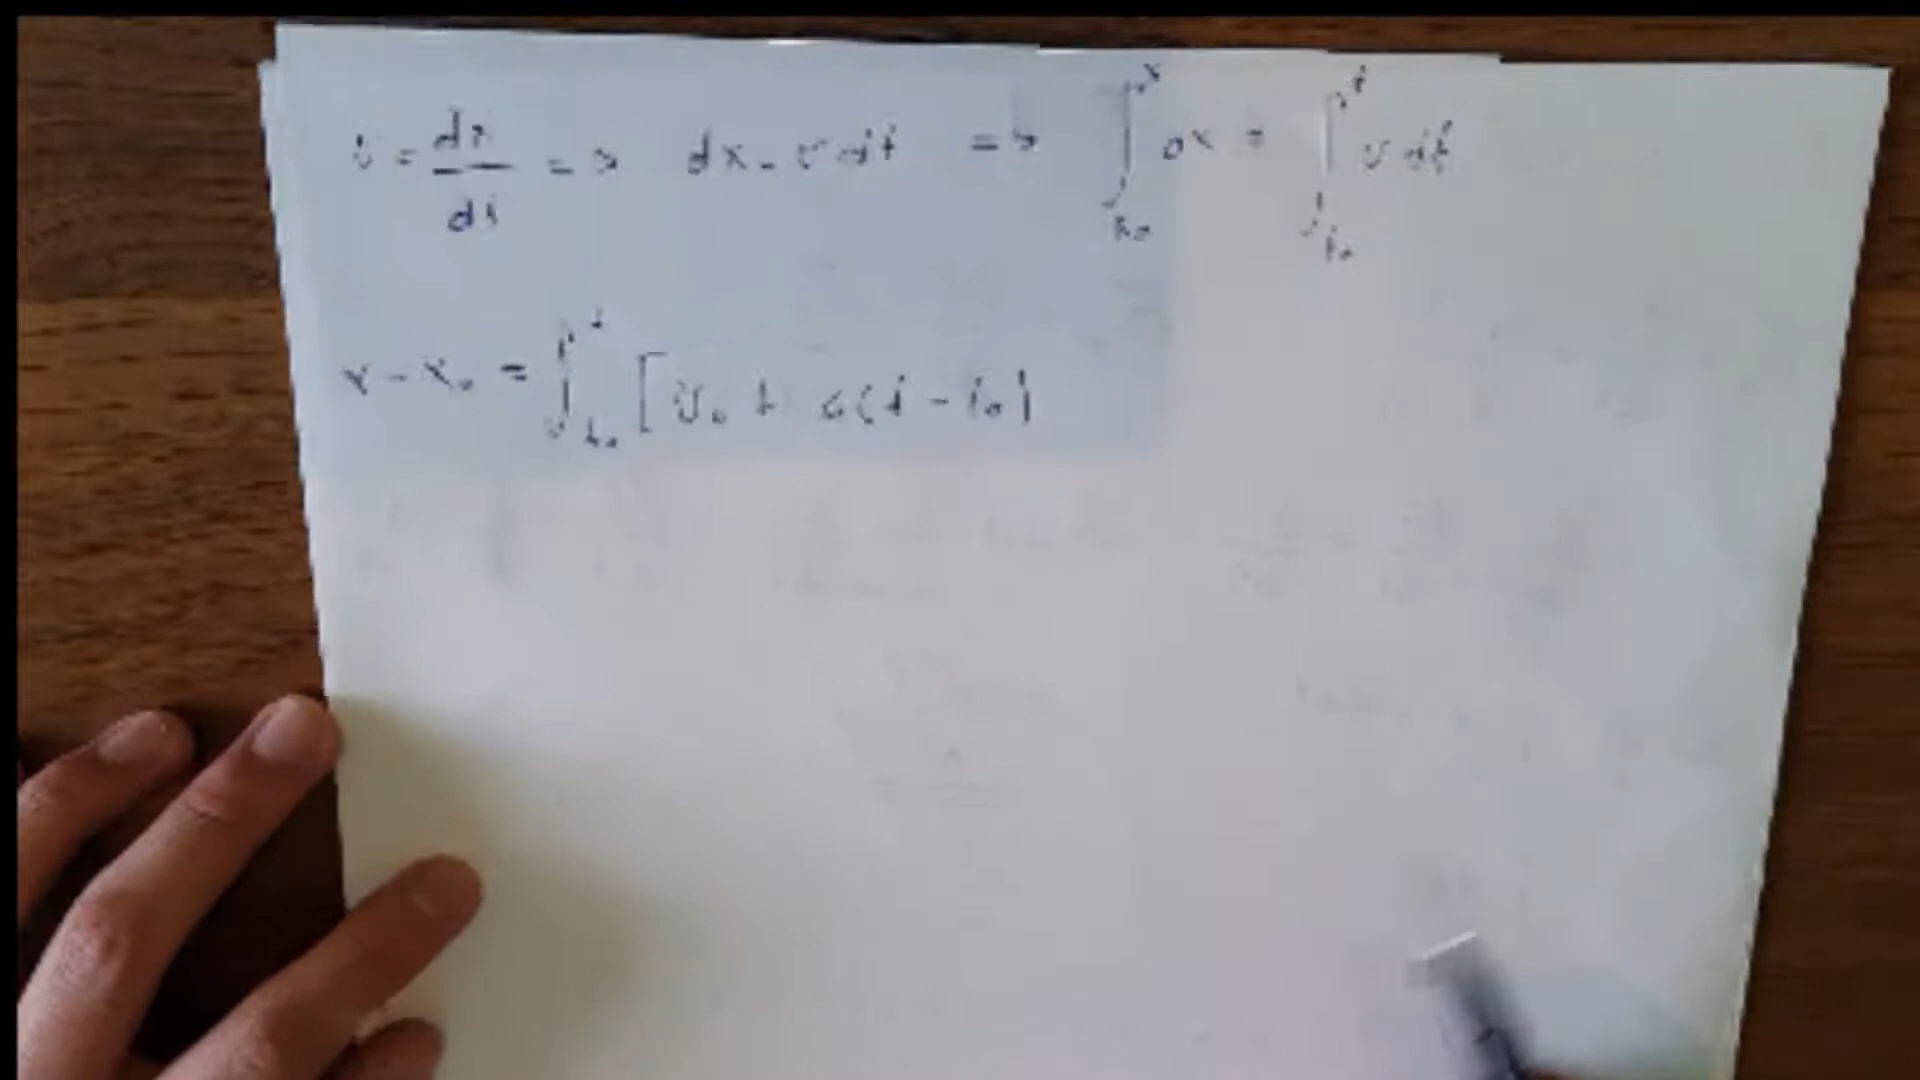 v = dx/dt => dx = v dt => ∫_{x₀}^{x} dx = ∫_{t₀}^{t} v dt
x - x₀ = ∫_{t₀}^{t} [v₀ + a(t - t₀)